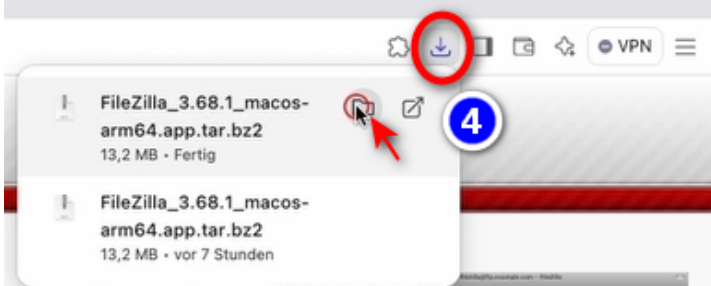 VPN
FileZilla_3.68.1_macos-
arm64.app.tar.bz2
13,2 MB - Fertig
4
FileZilla_3.68.1_macos-
arm64.app.tar.bz2
13,2 MB - vor 7 Stunden